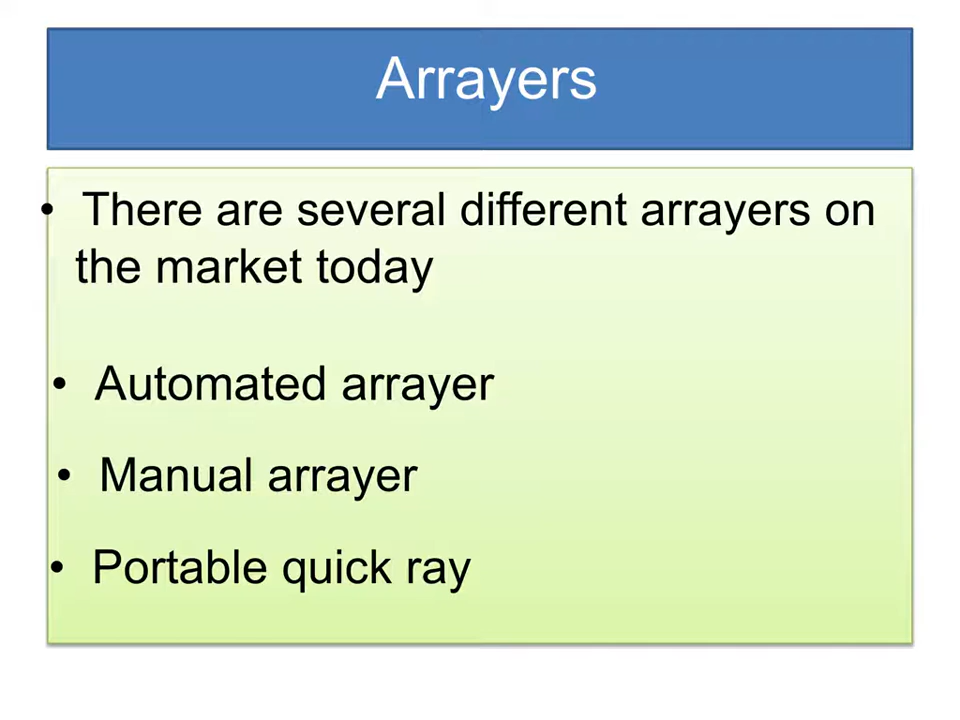 Arrayers
• There are several different arrayers on
the market today
• Automated arrayer
• Manual arrayer
• Portable quick ray